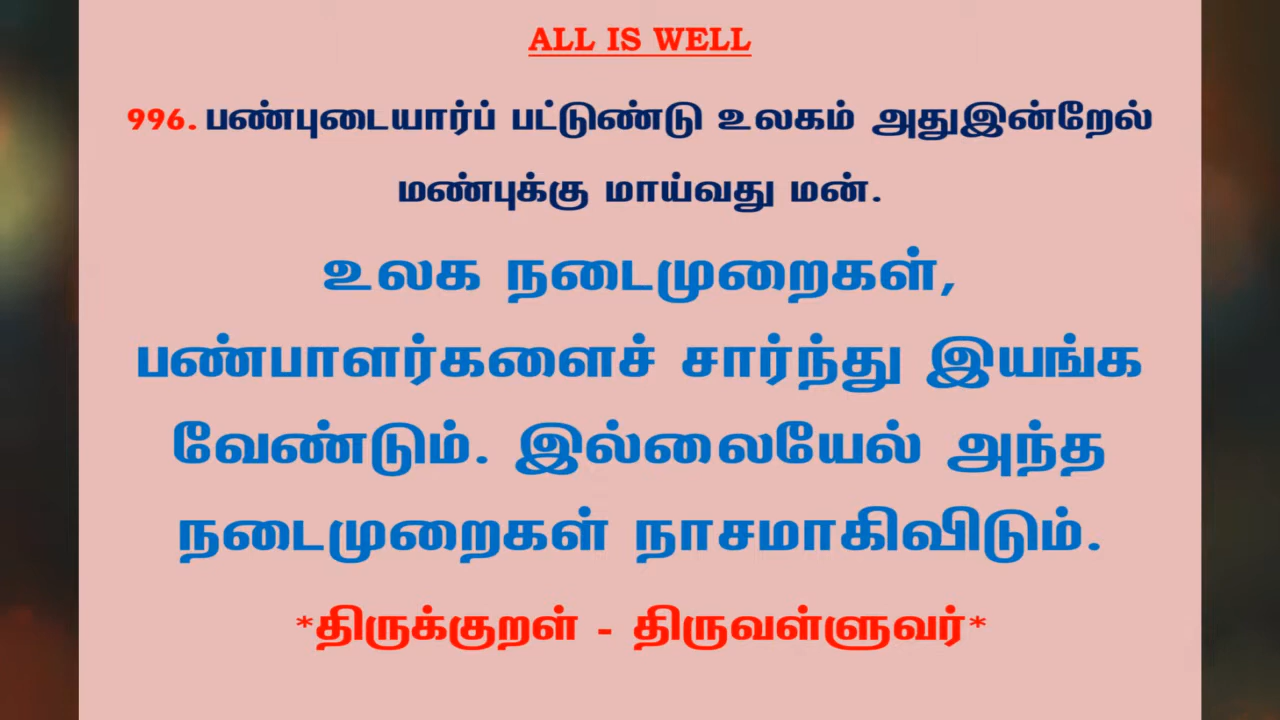 ALL IS WELL
996. பண்புடையார்ப் பட்டுண்டு உலகம் அதுஇன்றேல்
மண்புக்கு மாய்வது மன்.
உலக நடைமுறைகள்,
பண்பாளர்களைச் சார்ந்து இயங்க
வேண்டும். இல்லையேல் அந்த
நடைமுறைகள் நாசமாகிவிடும்.
*திருக்குறள் - திருவள்ளுவர்*